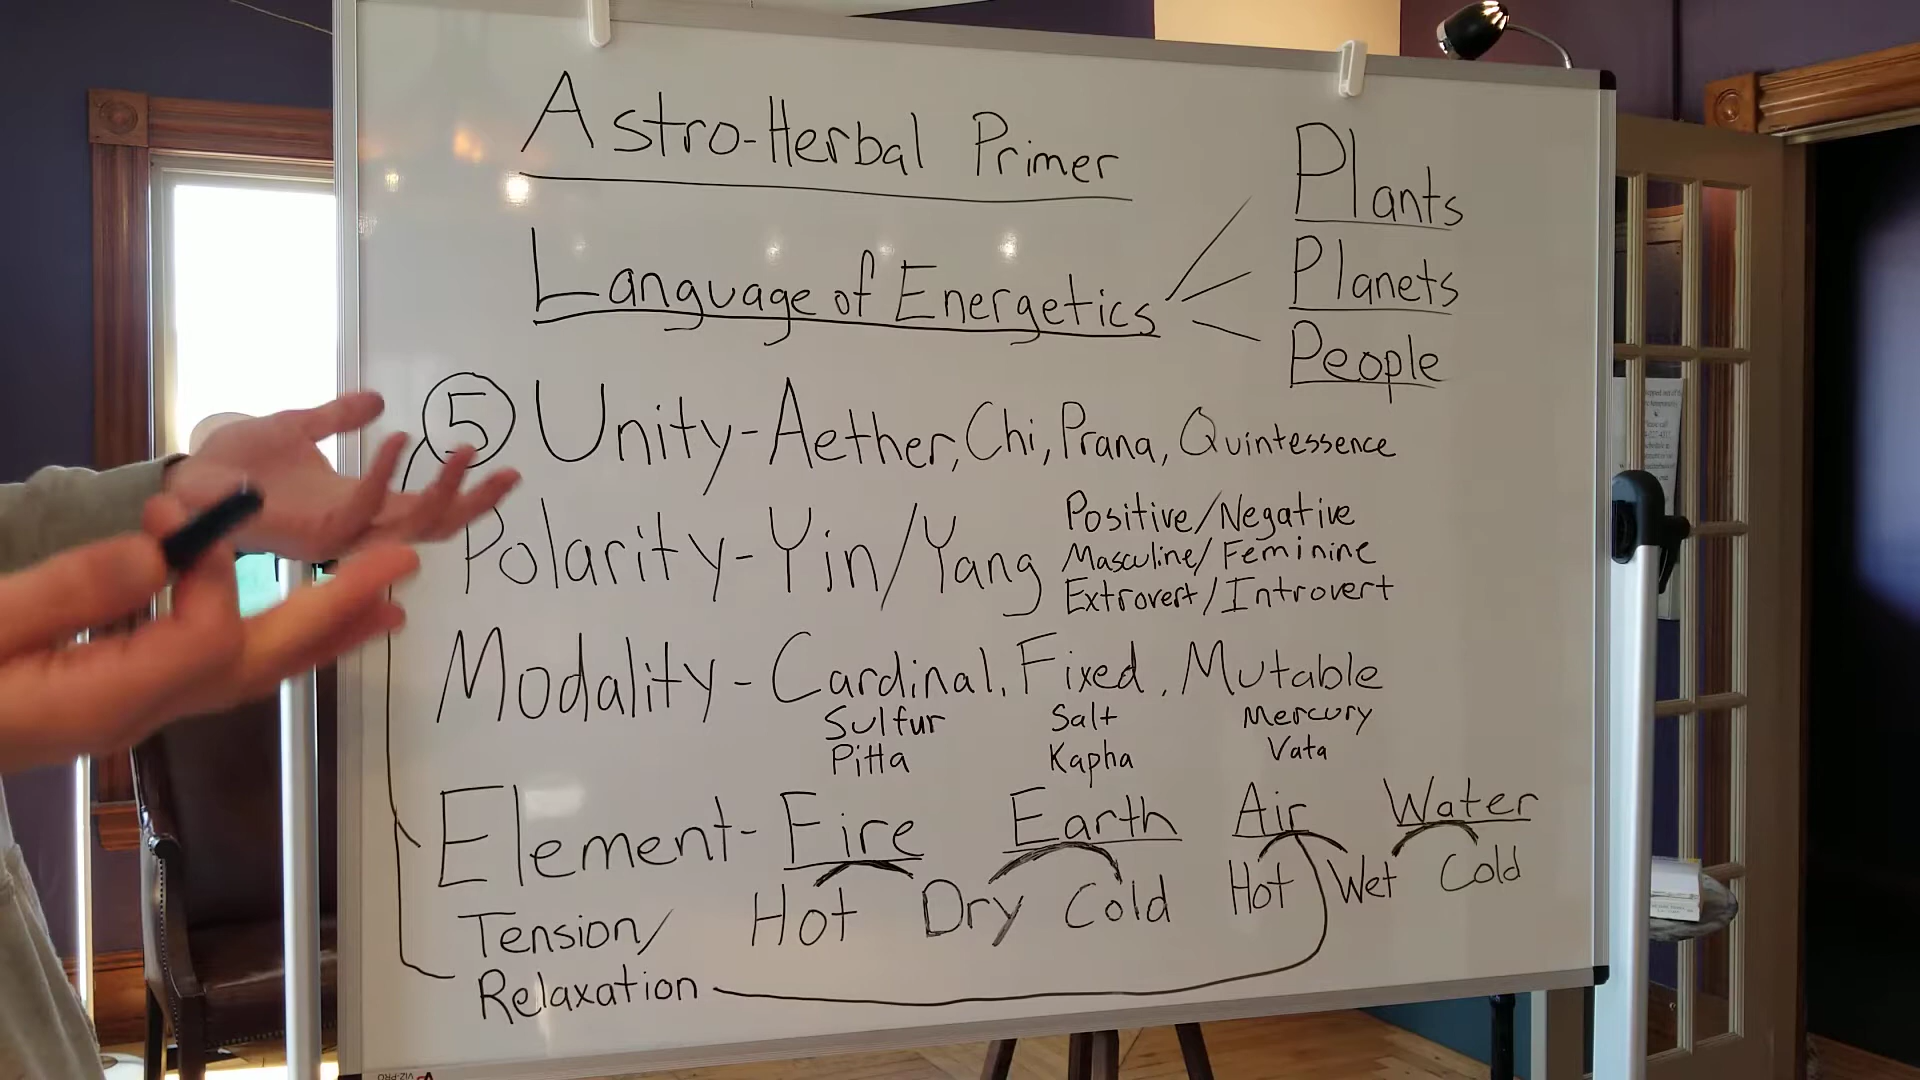 Astro-Herbal Primer
Language of Energetics
Plants
Planets
People
5 Unity-Aether, Chi, Prana, Quintessence
Polarity-Yin/Yang
Positive/Negative
Masculine/Feminine
Extrovert/Introvert
Modality-Cardinal, Fixed, Mutable
Sulfur Salt Mercury
Pitta Kapha Vata
Element-Fire Earth Air Water
Hot Dry Cold Hot Wet Cold
Tension/
Relaxation
VIZ-PRO